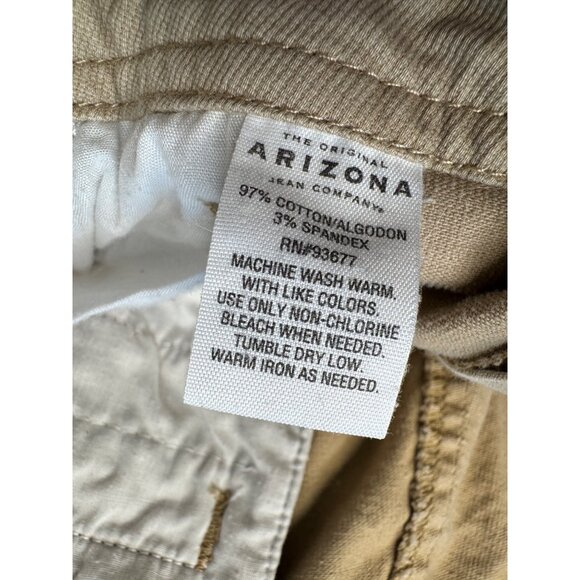 THE ORIGINAL
ARIZONA
JEAN COMPANY®
97% COTTON/ALGODON
3% SPANDEX
RN#93677
MACHINE WASH WARM.
WITH LIKE COLORS.
USE ONLY NON-CHLORINE
BLEACH WHEN NEEDED.
TUMBLE DRY LOW.
WARM IRON AS NEEDED.